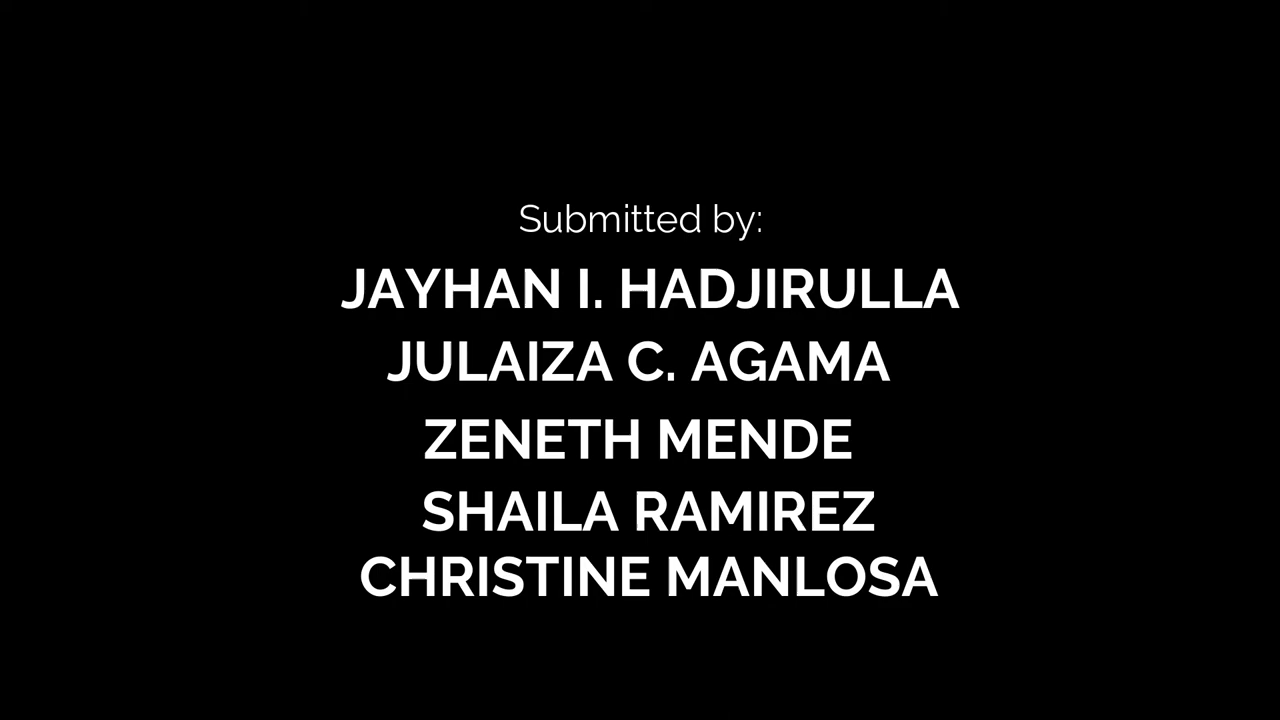 Submitted by:
JAYHAN I. HADJIRULLA
JULAIZA C. AGAMA
ZENETH MENDE
SHAILA RAMIREZ
CHRISTINE MANLOSA